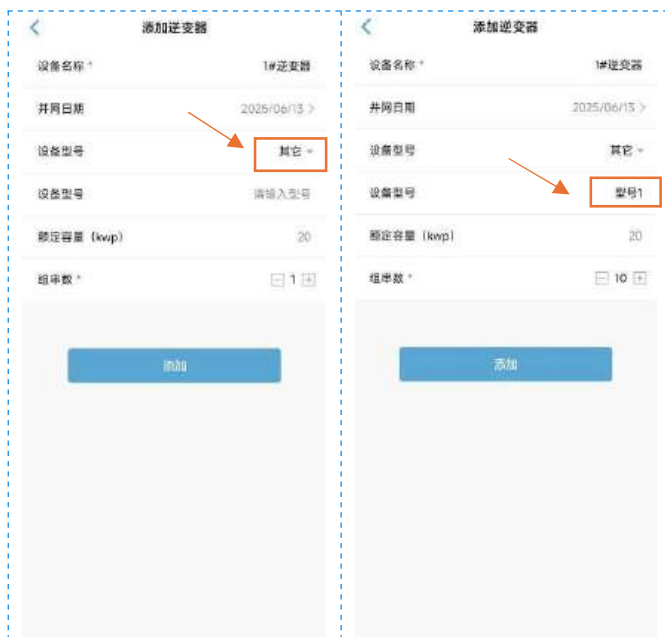 添加逆变器
设备名称 * 1#逆变器
并网日期 2025/06/13 >
设备型号 其它
设备型号 请输入型号
额定容量（kwp） 20
组串数 * - 1 +
添加
添加逆变器
设备名称 * 1#逆变器
并网日期 2025/06/13 >
设备型号 其它
设备型号 型号1
额定容量（kwp） 20
组串数 * - 10 +
添加